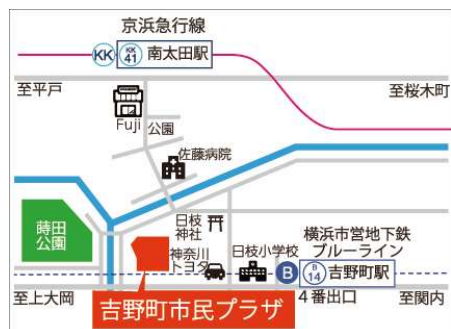 京浜急行線
KK
KK
41
南太田駅
至平戸
至桜木町
Fuji
公園
佐藤病院
蒔田
公園
日枝
神社
神奈川
トヨタ
日枝小学校
横浜市営地下鉄
ブルーライン
B
B
14
吉野町駅
至上大岡
吉野町市民プラザ
4番出口
至関内